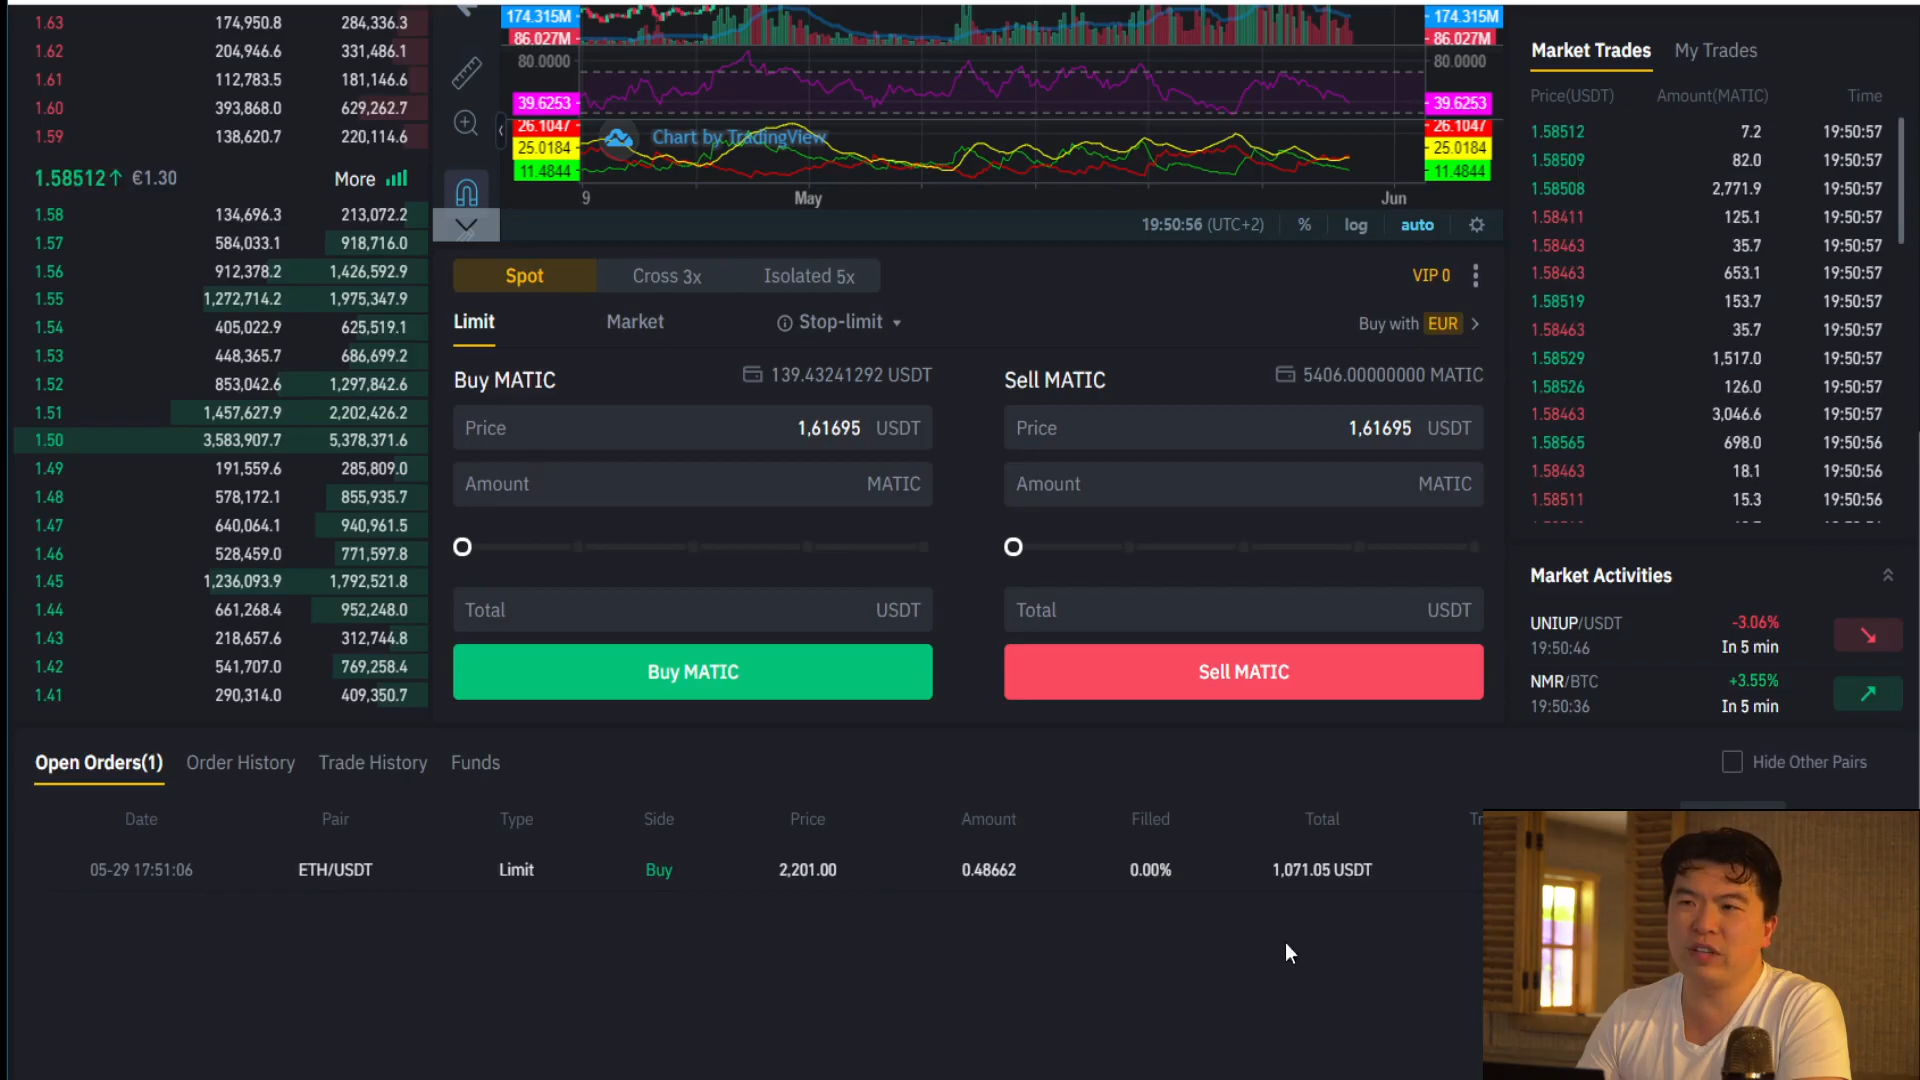 1.63 174,950.8 284,336.3
1.62 204,946.6 331,486.1
1.61 112,783.5 181,146.6
1.60 393,868.0 629,262.7
1.59 138,620.7 220,114.6
1.58512↑ €1.30 More
1.58 134,696.3 213,072.2
1.57 584,033.1 918,716.0
1.56 912,378.2 1,426,592.9
1.55 1,272,714.2 1,975,347.9
1.54 405,022.9 625,519.1
1.53 448,365.7 686,699.2
1.52 853,042.6 1,297,842.6
1.51 1,457,627.9 2,202,426.2
1.50 3,583,907.7 5,378,371.6
1.49 191,559.6 285,809.0
1.48 578,172.1 855,935.7
1.47 640,064.1 940,961.5
1.46 528,459.0 771,597.8
1.45 1,236,093.9 1,792,521.8
1.44 661,268.4 952,248.0
1.43 218,657.6 312,744.8
1.42 541,707.0 769,258.4
1.41 290,314.0 409,350.7
174.315M 174.315M
86.027M 86.027M
80.0000 80.0000
39.6253 39.6253
26.1047 26.1047
Chart by TradingView
25.0184 25.0184
11.4844 11.4844
9 May Jun
19:50:56 (UTC+2) % log auto
Spot Cross 3x Isolated 5x VIP 0
Limit Market Stop-limit Buy with EUR
Buy MATIC 139.43241292 USDT
Price 1,61695 USDT
Amount MATIC
Total USDT
Buy MATIC
Sell MATIC 5406.00000000 MATIC
Price 1,61695 USDT
Amount MATIC
Total USDT
Sell MATIC
Market Trades My Trades
Price(USDT) Amount(MATIC) Time
1.58512 7.2 19:50:57
1.58509 82.0 19:50:57
1.58508 2,771.9 19:50:57
1.58411 125.1 19:50:57
1.58463 35.7 19:50:57
1.58463 653.1 19:50:57
1.58519 153.7 19:50:57
1.58463 35.7 19:50:57
1.58529 1,517.0 19:50:57
1.58526 126.0 19:50:57
1.58463 3,046.6 19:50:57
1.58565 698.0 19:50:56
1.58463 18.1 19:50:56
1.58511 15.3 19:50:56
Market Activities
UNIUP/USDT -3.06%
19:50:46 In 5 min
NMR/BTC +3.55%
19:50:36 In 5 min
Open Orders(1) Order History Trade History Funds Hide Other Pairs
Date Pair Type Side Price Amount Filled Total
05-29 17:51:06 ETH/USDT Limit Buy 2,201.00 0.48662 0.00% 1,071.05 USDT